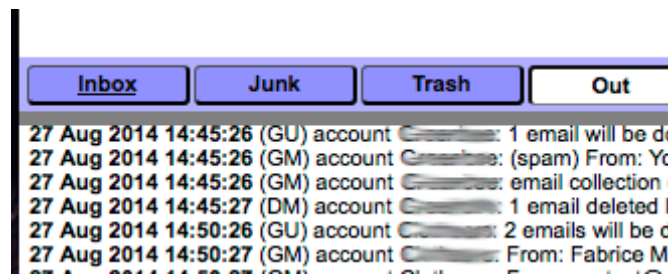 Inbox Junk Trash Out
27 Aug 2014 14:45:26 (GU) account : 1 email will be
27 Aug 2014 14:45:26 (GM) account : (spam) From:
27 Aug 2014 14:45:26 (GM) account : email collection
27 Aug 2014 14:45:27 (DM) account : 1 email deleted
27 Aug 2014 14:50:26 (GU) account : 2 emails will be
27 Aug 2014 14:50:27 (GM) account : From: Fabrice M